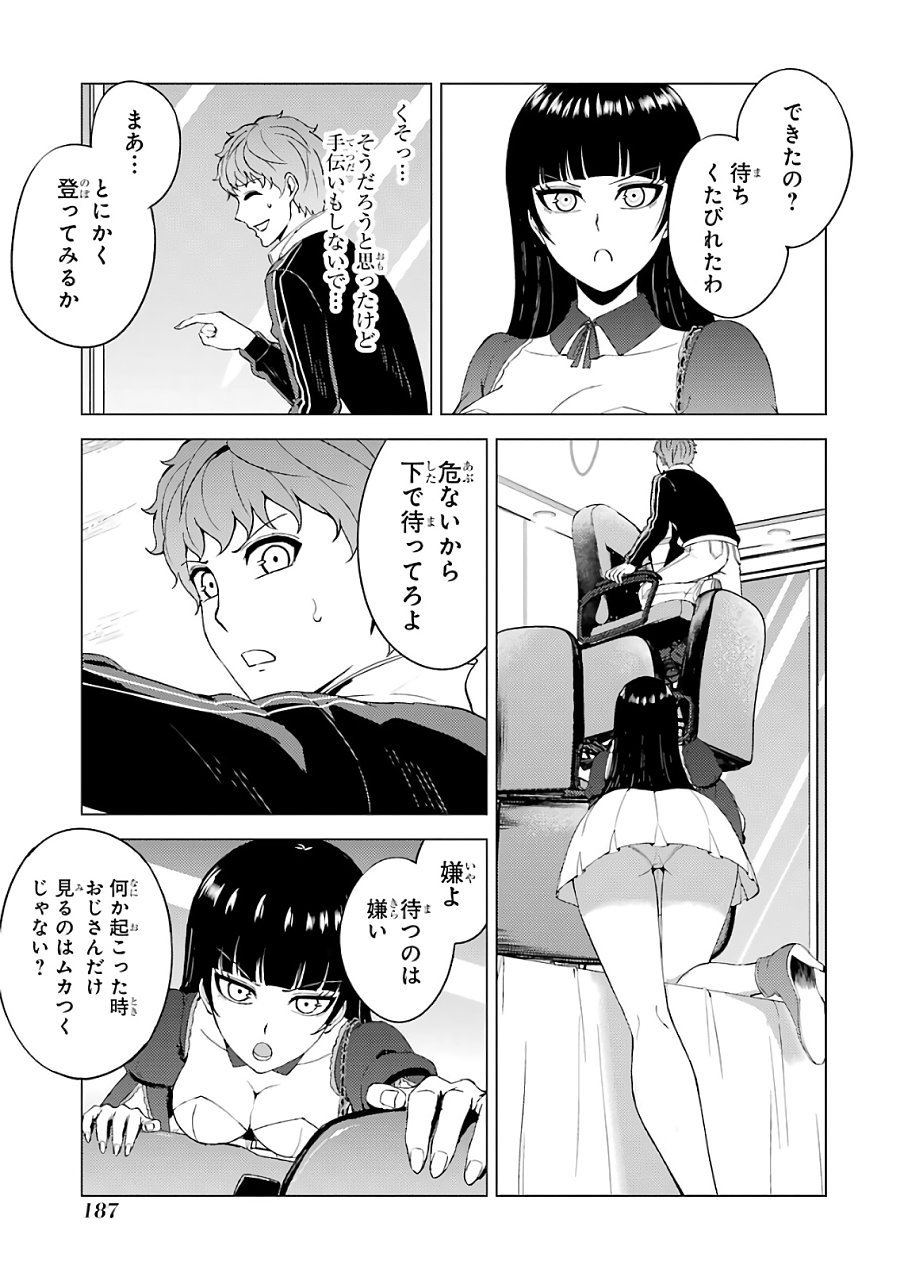 できたの?
待ち
くたびれたわ
くそっ…
そうだろうと思ったけど
手伝いもしないで…
まあ…
とにかく
登ってみるか
危ないから
下で待ってろよ
嫌よ
待つのは
嫌い
何か起こった時
おじさんだけ
見るのはムカつく
じゃない?
187